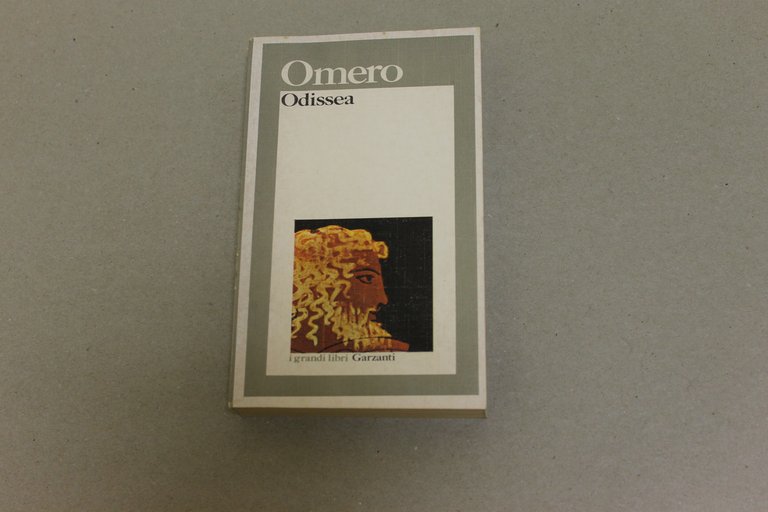 Omero
Odissea
i grandi libri Garzanti